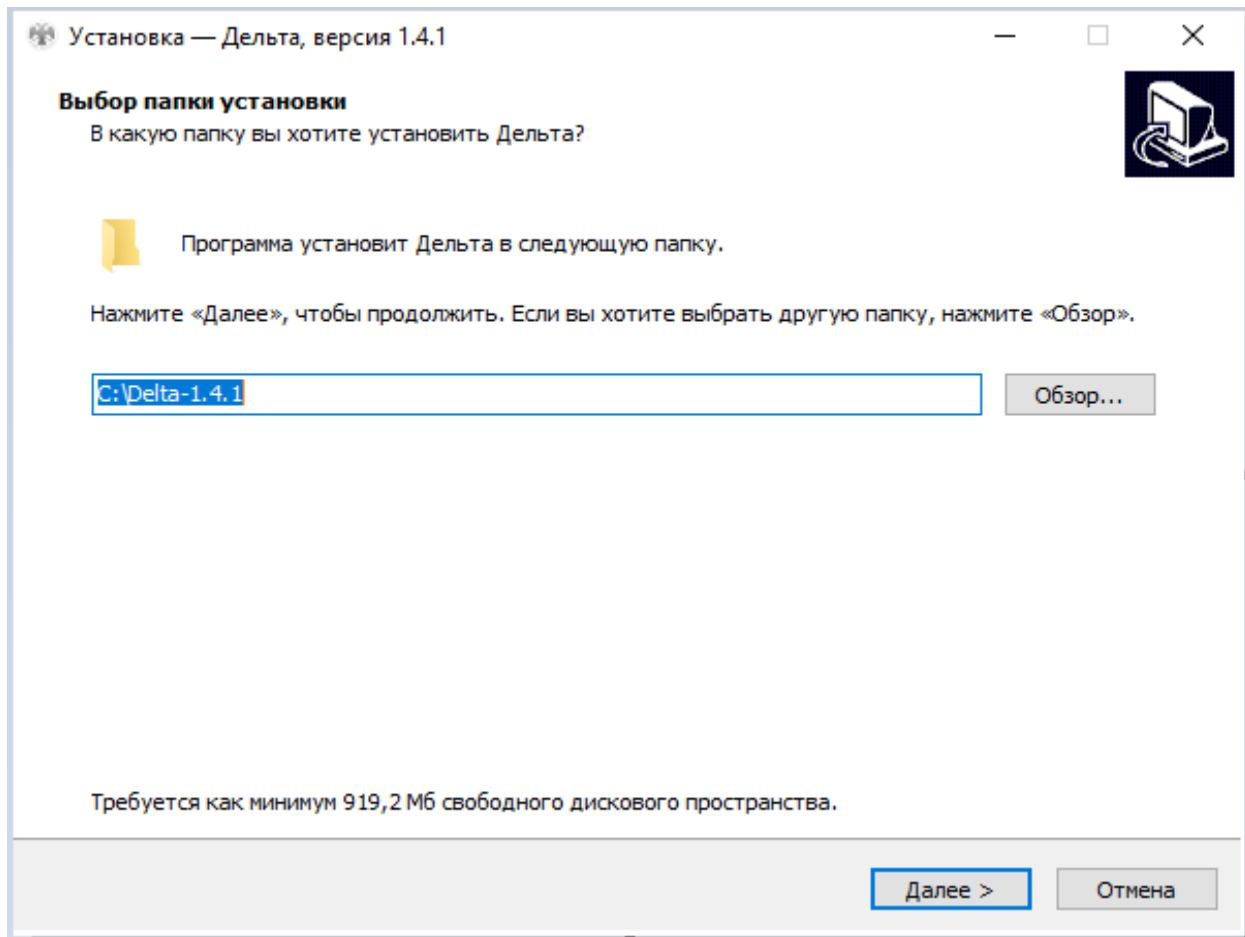 Установка — Дельта, версия 1.4.1
Выбор папки установки
В какую папку вы хотите установить Дельта?
Программа установит Дельта в следующую папку.
Нажмите «Далее», чтобы продолжить. Если вы хотите выбрать другую папку, нажмите «Обзор».
C:\Delta-1.4.1
Обзор...
Требуется как минимум 919,2 Мб свободного дискового пространства.
Далее >
Отмена